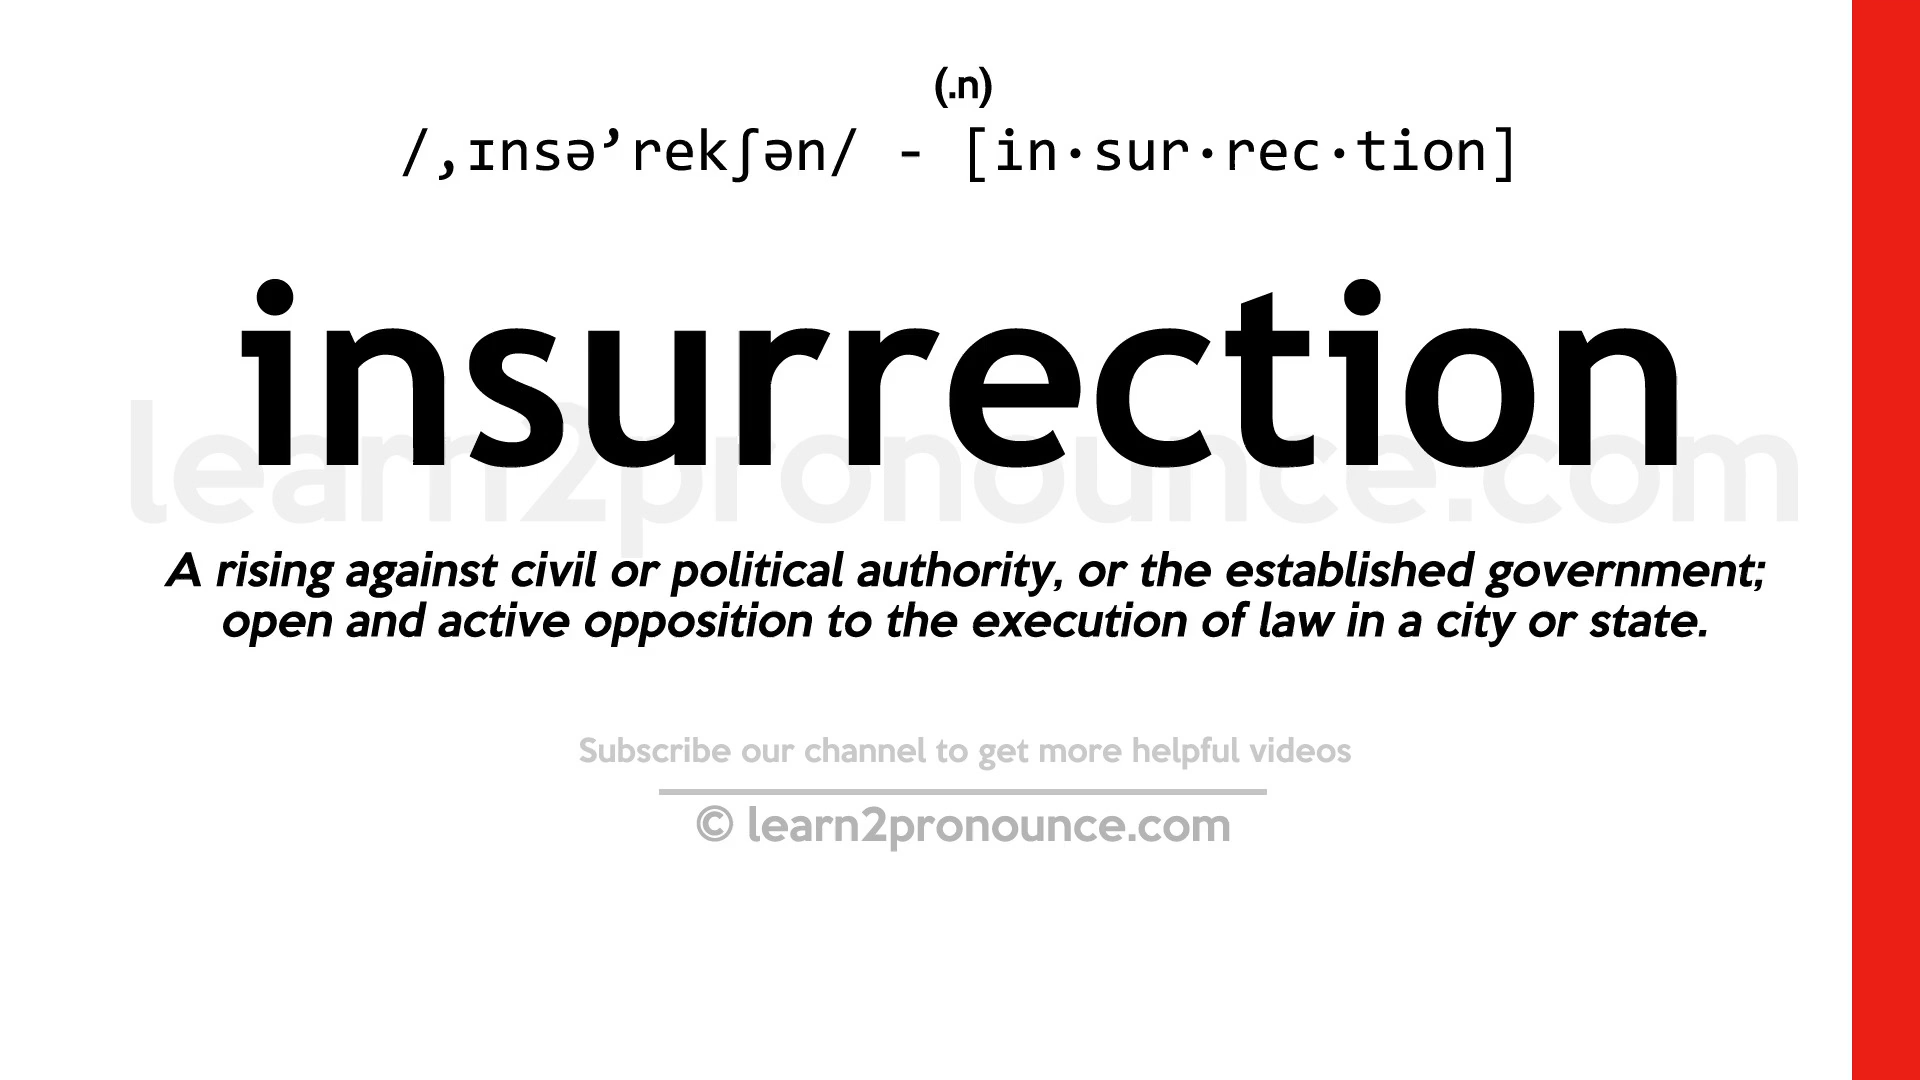 (.n)
/,ɪnsə’rekʃən/ - [in·sur·rec·tion]
insurrection
learn2pronounce.com
A rising against civil or political authority, or the established government;
open and active opposition to the execution of law in a city or state.
Subscribe our channel to get more helpful videos
© learn2pronounce.com